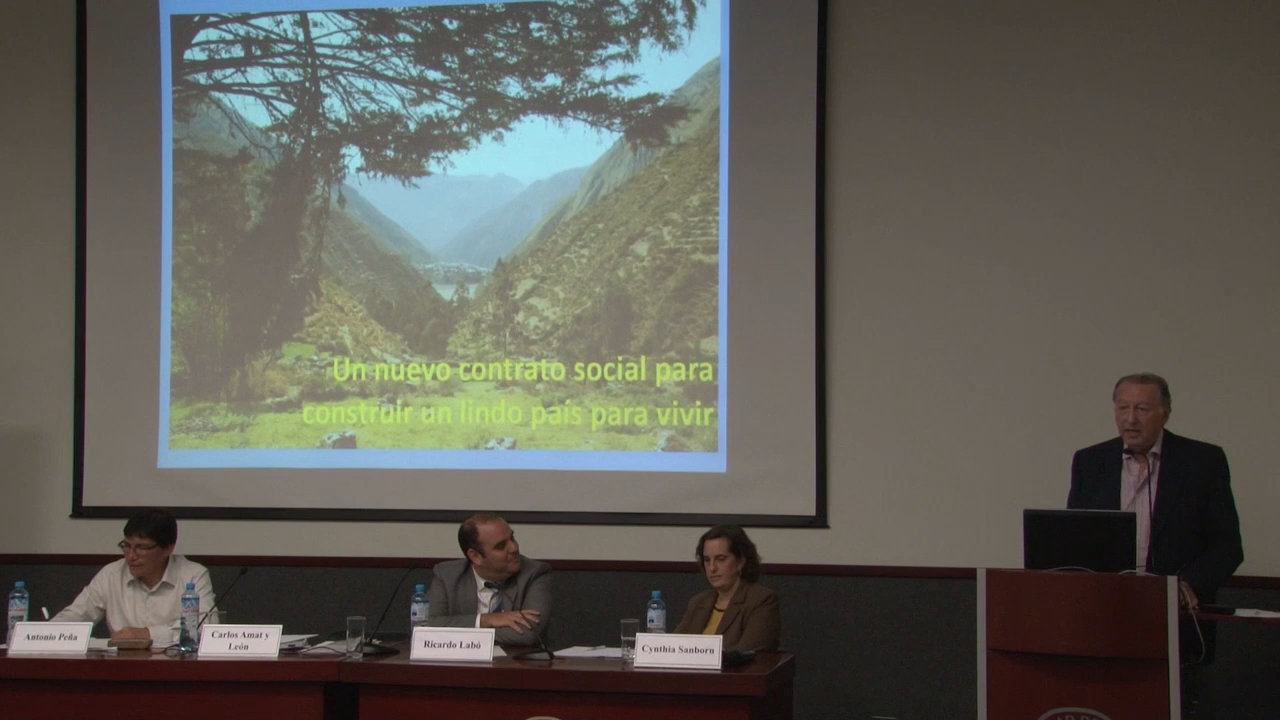 Un nuevo contrato social para
construir un lindo país para vivir
Antonio Peña
Carlos Amat y
León
Ricardo Labó
Cynthia Sanborn